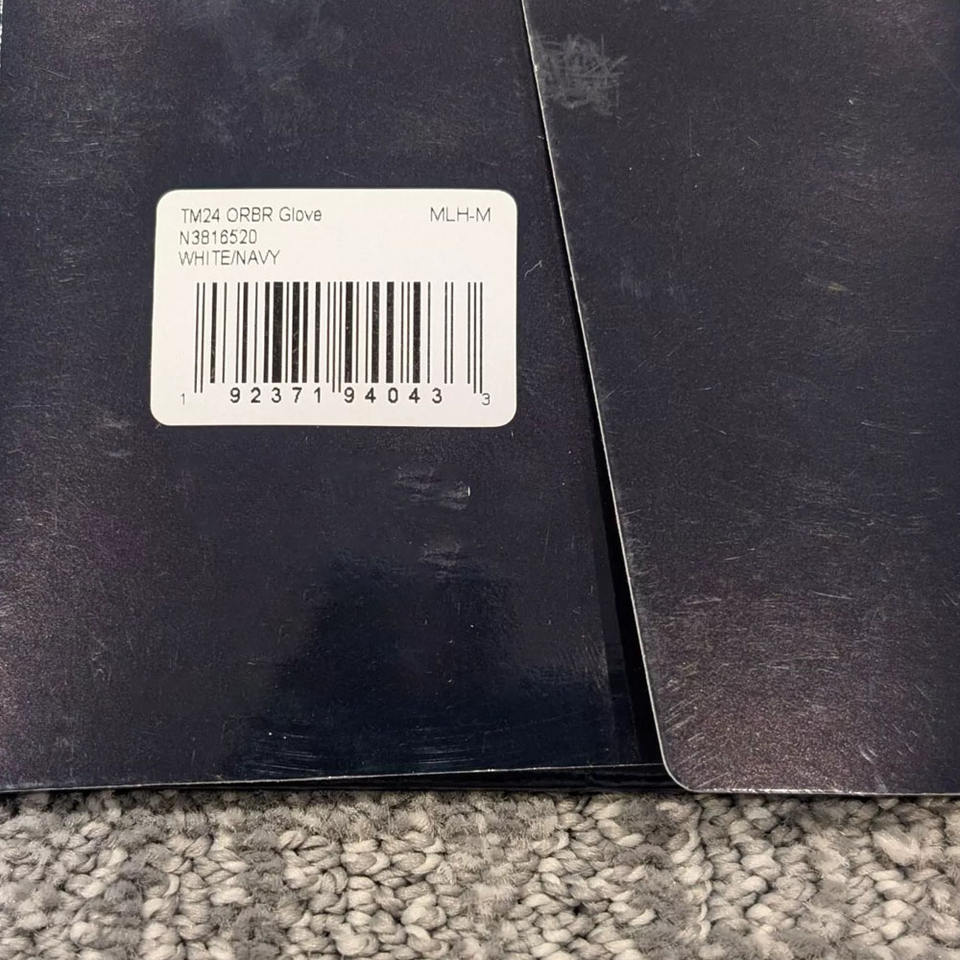 TM24 ORBR Glove MLH-M
N3816520
WHITE/NAVY
1 92371 94043 3